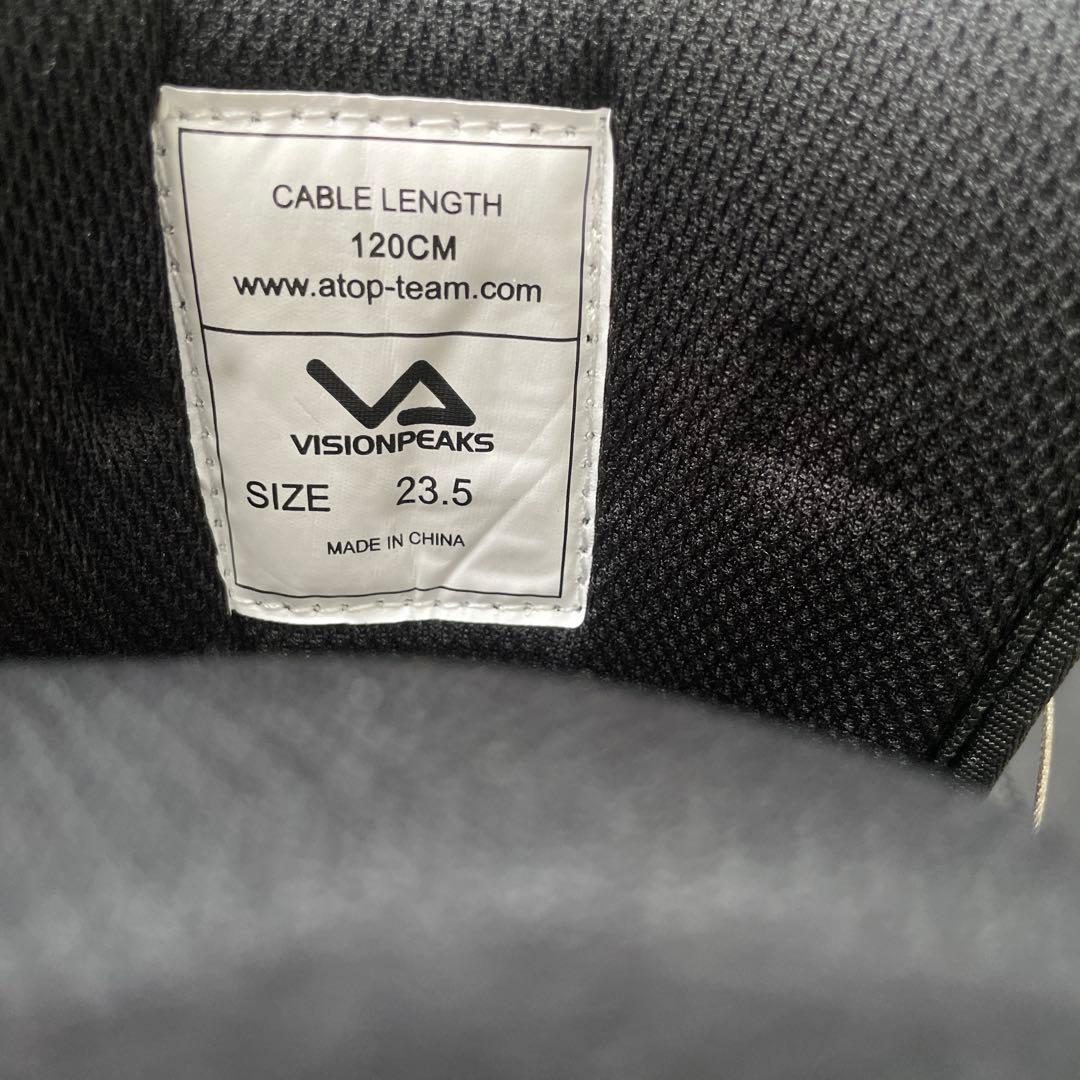 CABLE LENGTH
120CM
www.atop-team.com
VISIONPEAKS
SIZE 23.5
MADE IN CHINA